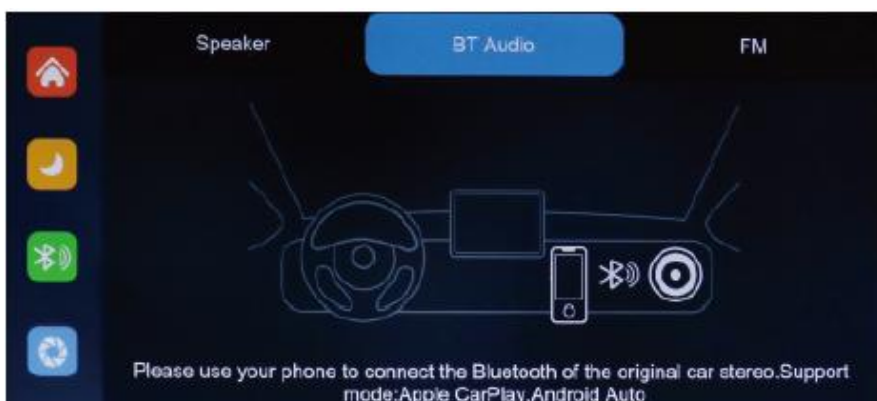 Speaker
BT Audio
FM
Please use your phone to connect the Bluetooth of the original car stereo.Support
mode:Apple CarPlay,Android Auto